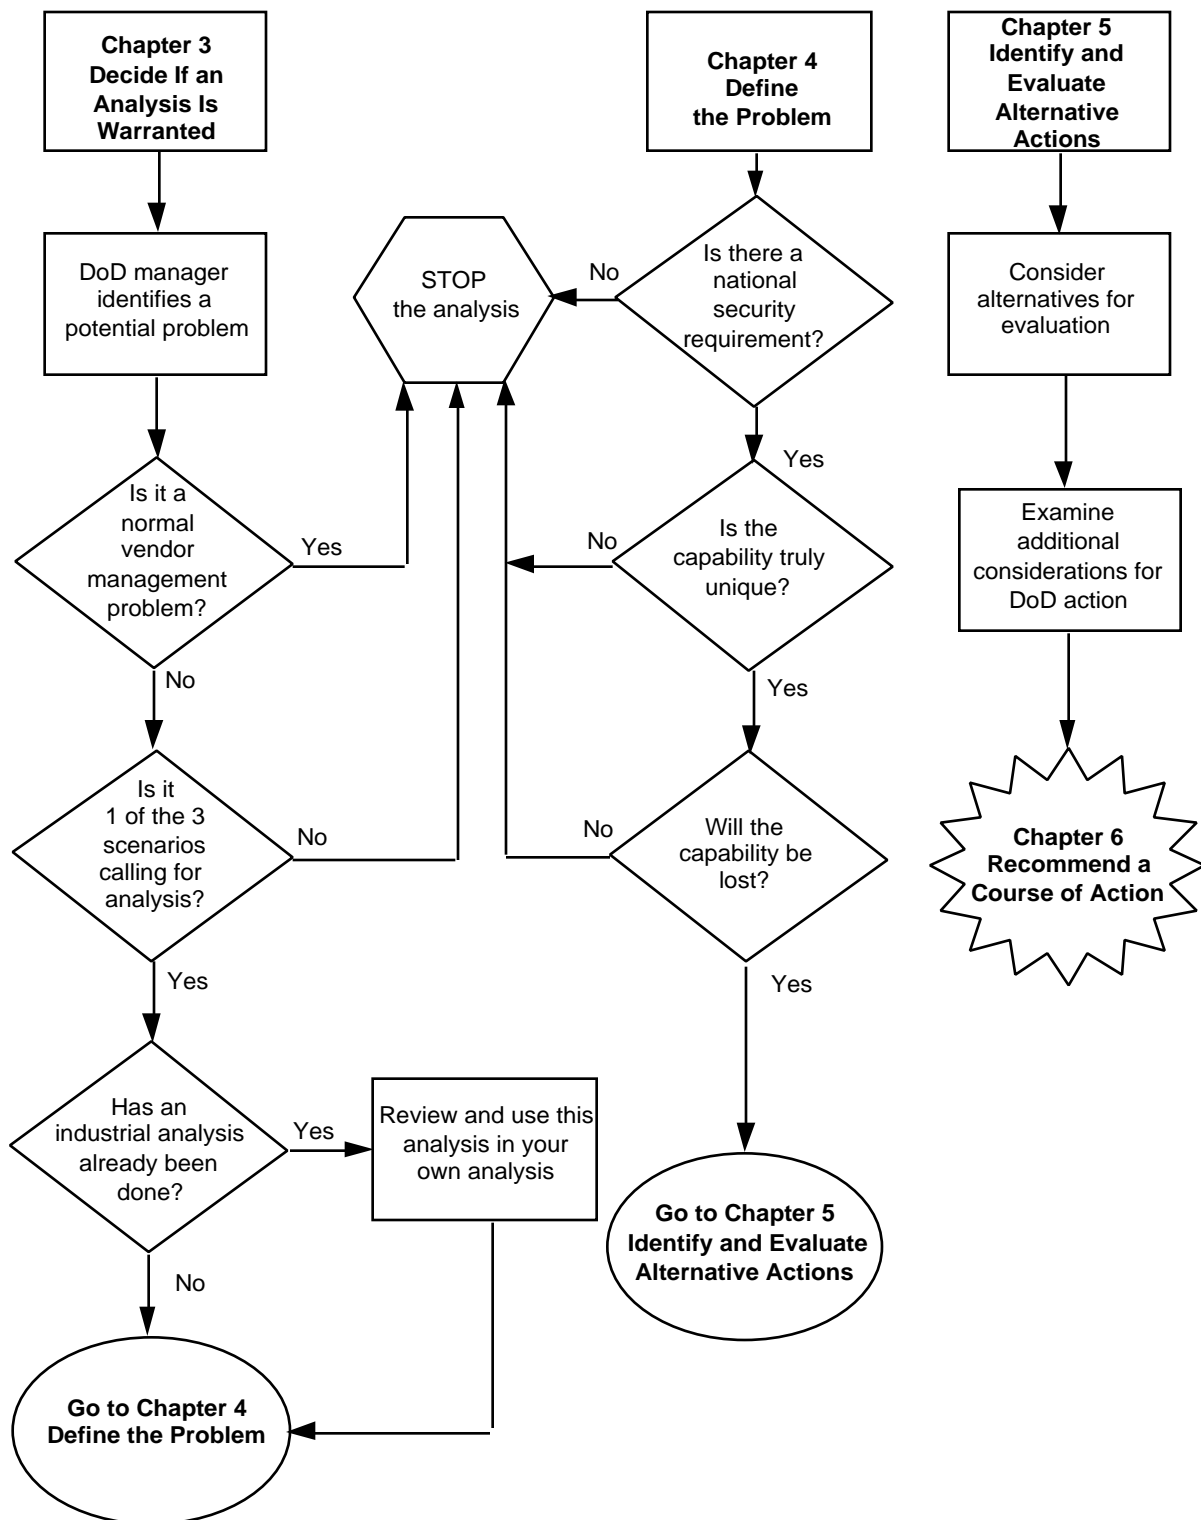 Chapter 3
Decide If an
Analysis Is
Warranted
DoD manager
identifies a
potential problem
Is it a
normal
vendor
management
problem?
Yes
No
Is it
1 of the 3
scenarios
calling for
analysis?
No
Yes
Has an
industrial analysis
already been
done?
Yes
Review and use this
analysis in your
own analysis
No
Go to Chapter 4
Define the Problem
STOP
the analysis
Chapter 4
Define
the Problem
Is there a
national
security
requirement?
No
Yes
Is the
capability truly
unique?
No
Yes
Will the
capability be
lost?
No
Yes
Go to Chapter 5
Identify and Evaluate
Alternative Actions
Chapter 5
Identify and
Evaluate
Alternative
Actions
Consider
alternatives for
evaluation
Examine
additional
considerations for
DoD action
Chapter 6
Recommend a
Course of Action